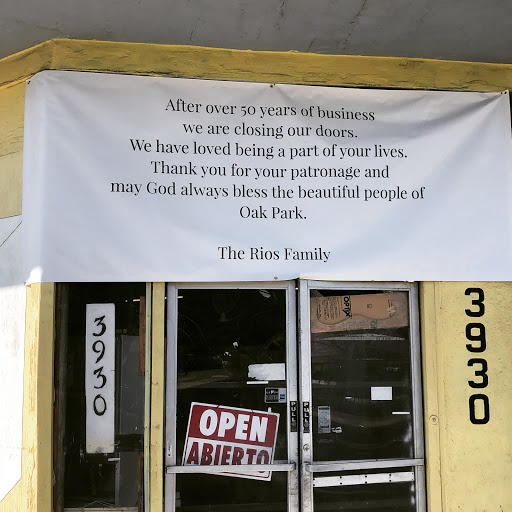 After over 50 years of business
we are closing our doors.
We have loved being a part of your lives.
Thank you for your patronage and
may God always bless the beautiful people of
Oak Park.
The Rios Family
3930
3930
OPEN
ABIERTO